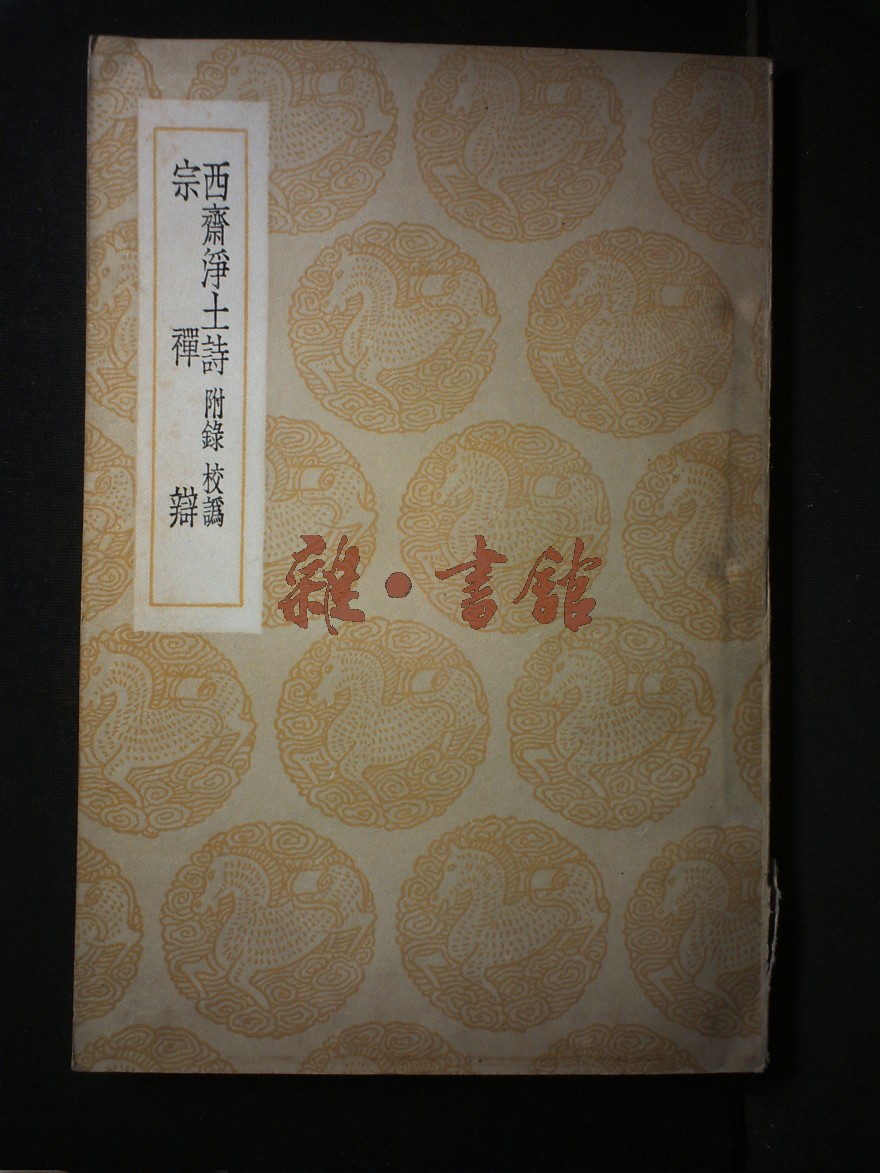 西齋淨土詩 附錄 校譌
宗禪辯
雜·書館